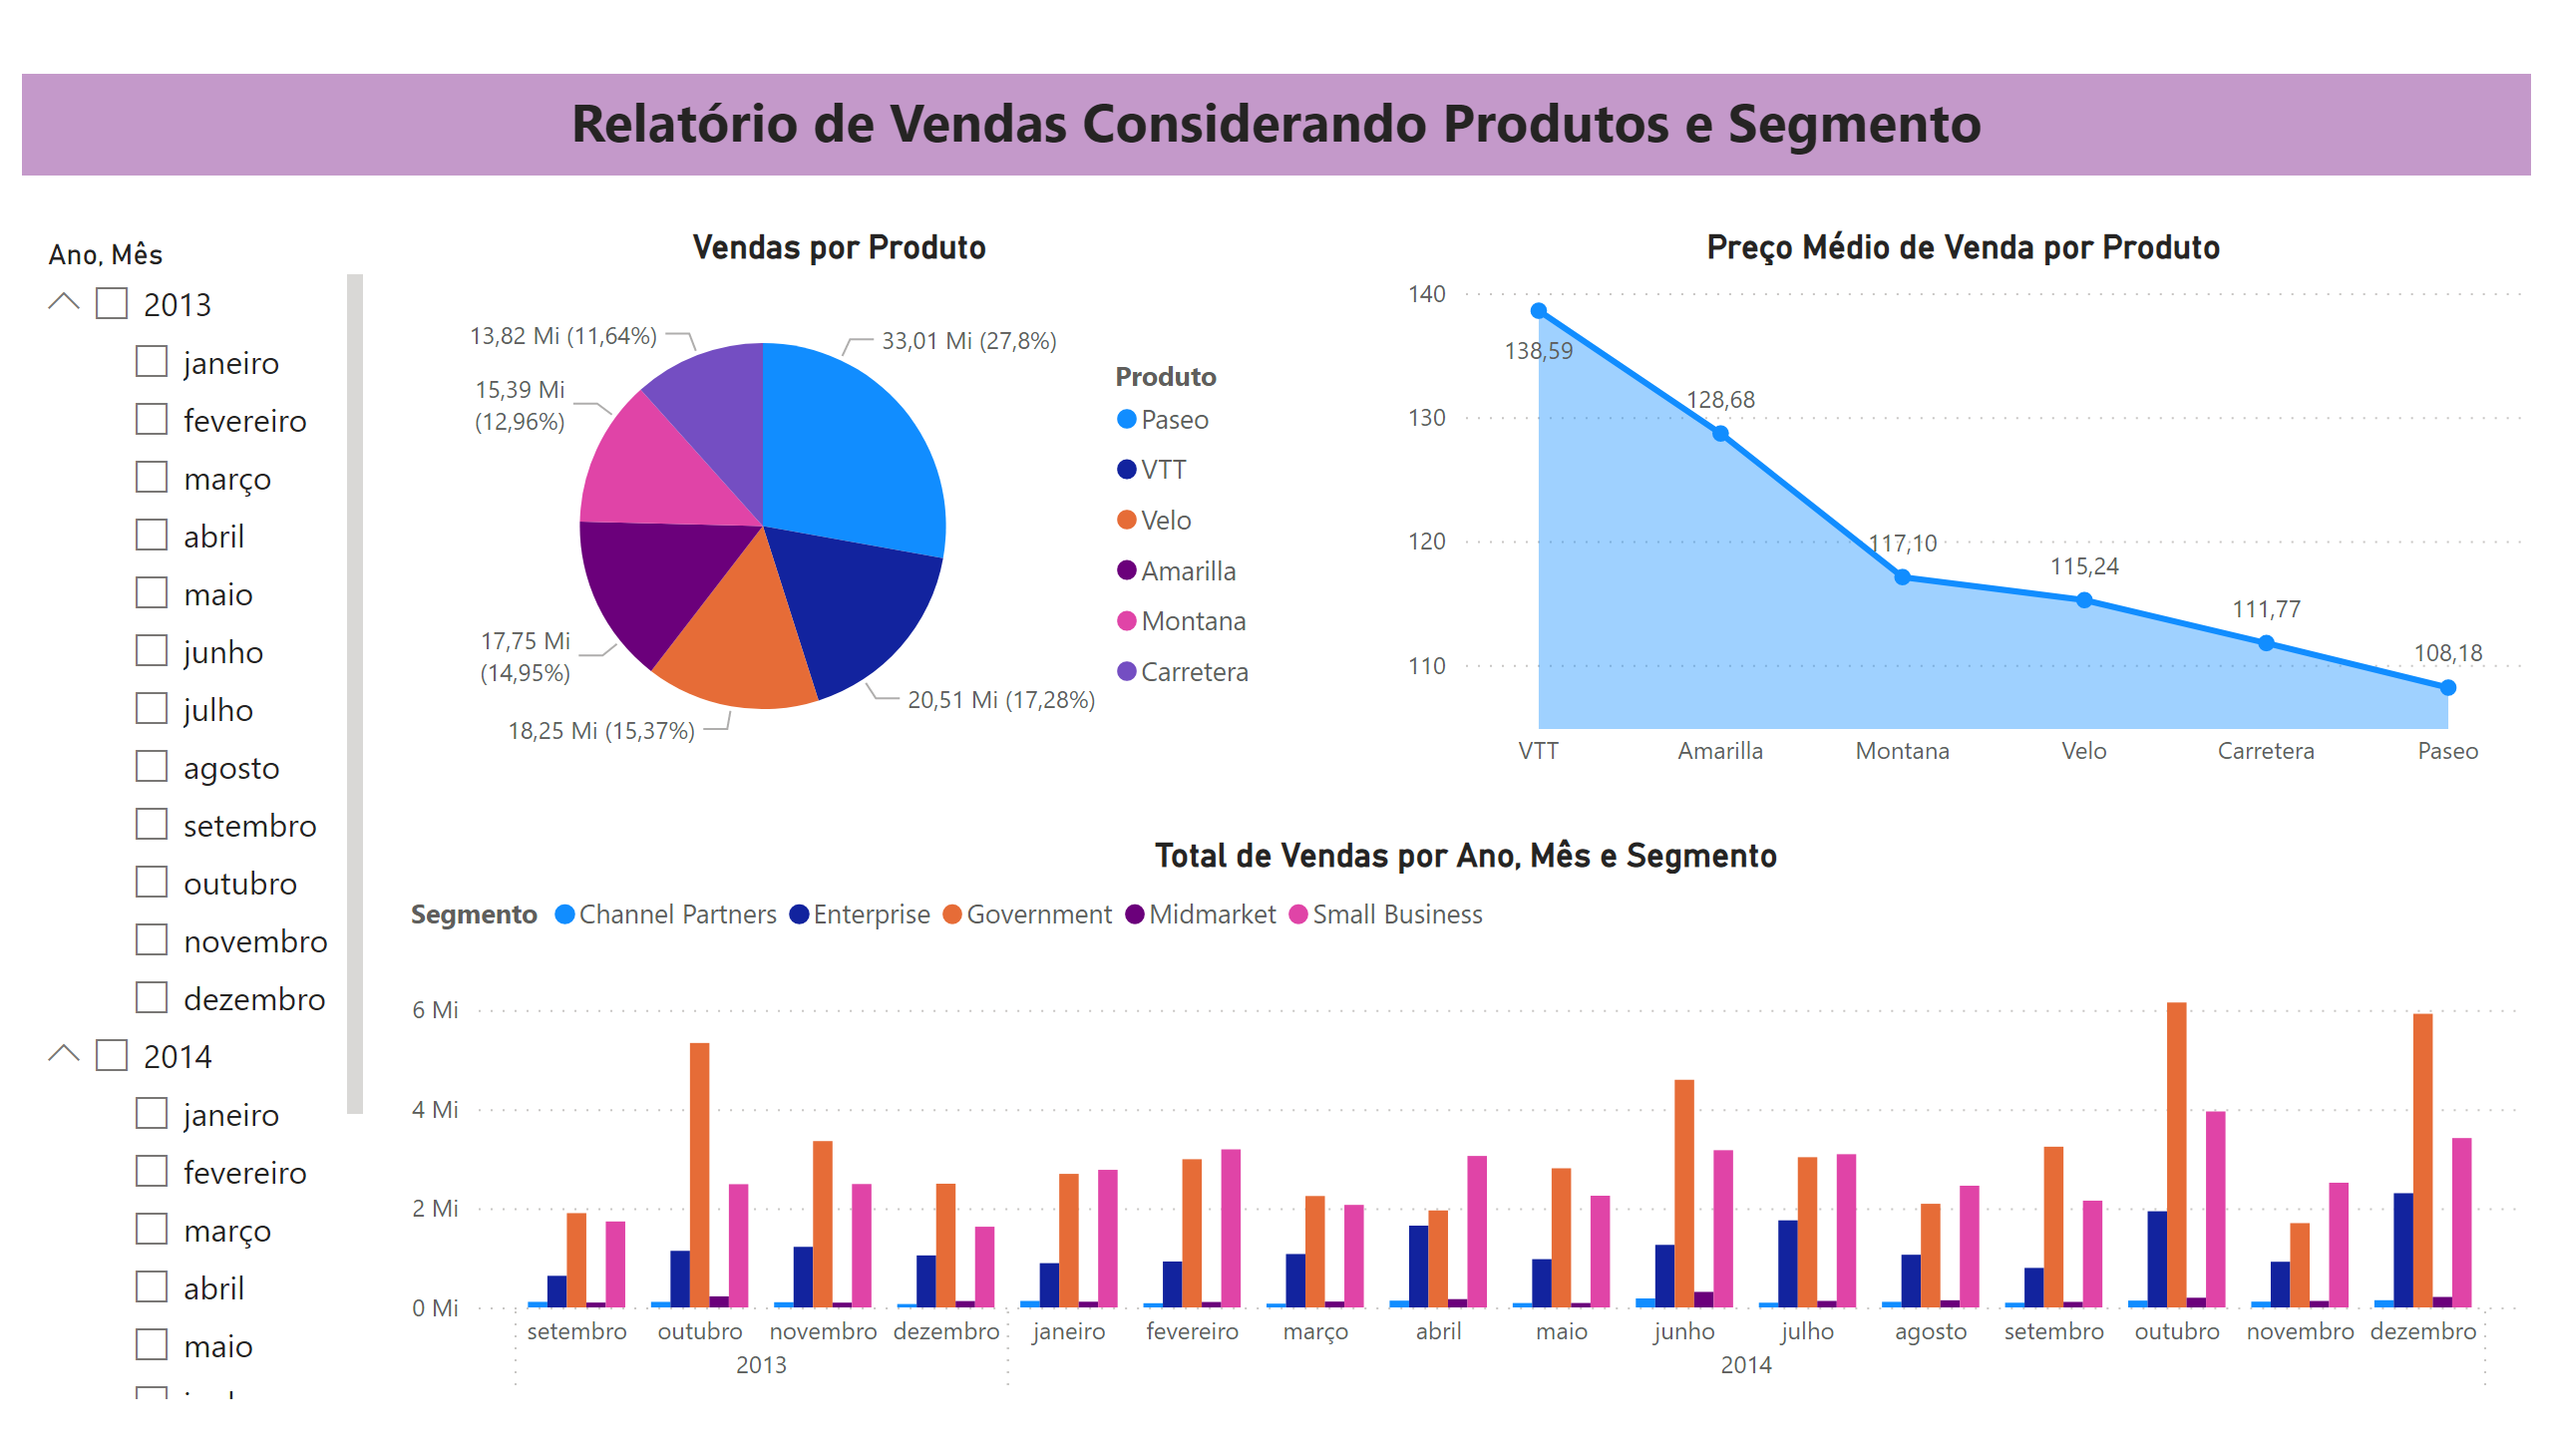 Relatório de Vendas Considerando Produtos e Segmento
Ano, Mês
2013
janeiro
fevereiro
março
abril
maio
junho
julho
agosto
setembro
outubro
novembro
dezembro
2014
janeiro
fevereiro
março
abril
maio
Vendas por Produto
13,82 Mi (11,64%)
33,01 Mi (27,8%)
15,39 Mi
(12,96%)
17,75 Mi
(14,95%)
20,51 Mi (17,28%)
18,25 Mi (15,37%)
Produto
Paseo
VTT
Velo
Amarilla
Montana
Carretera
Preço Médio de Venda por Produto
140
130
120
110
138,59
128,68
117,10
115,24
111,77
108,18
VTT Amarilla Montana Velo Carretera Paseo
Total de Vendas por Ano, Mês e Segmento
Segmento Channel Partners Enterprise Government Midmarket Small Business
6 Mi
4 Mi
2 Mi
0 Mi
setembro outubro novembro dezembro janeiro fevereiro março abril maio junho julho agosto setembro outubro novembro dezembro
2013 2014